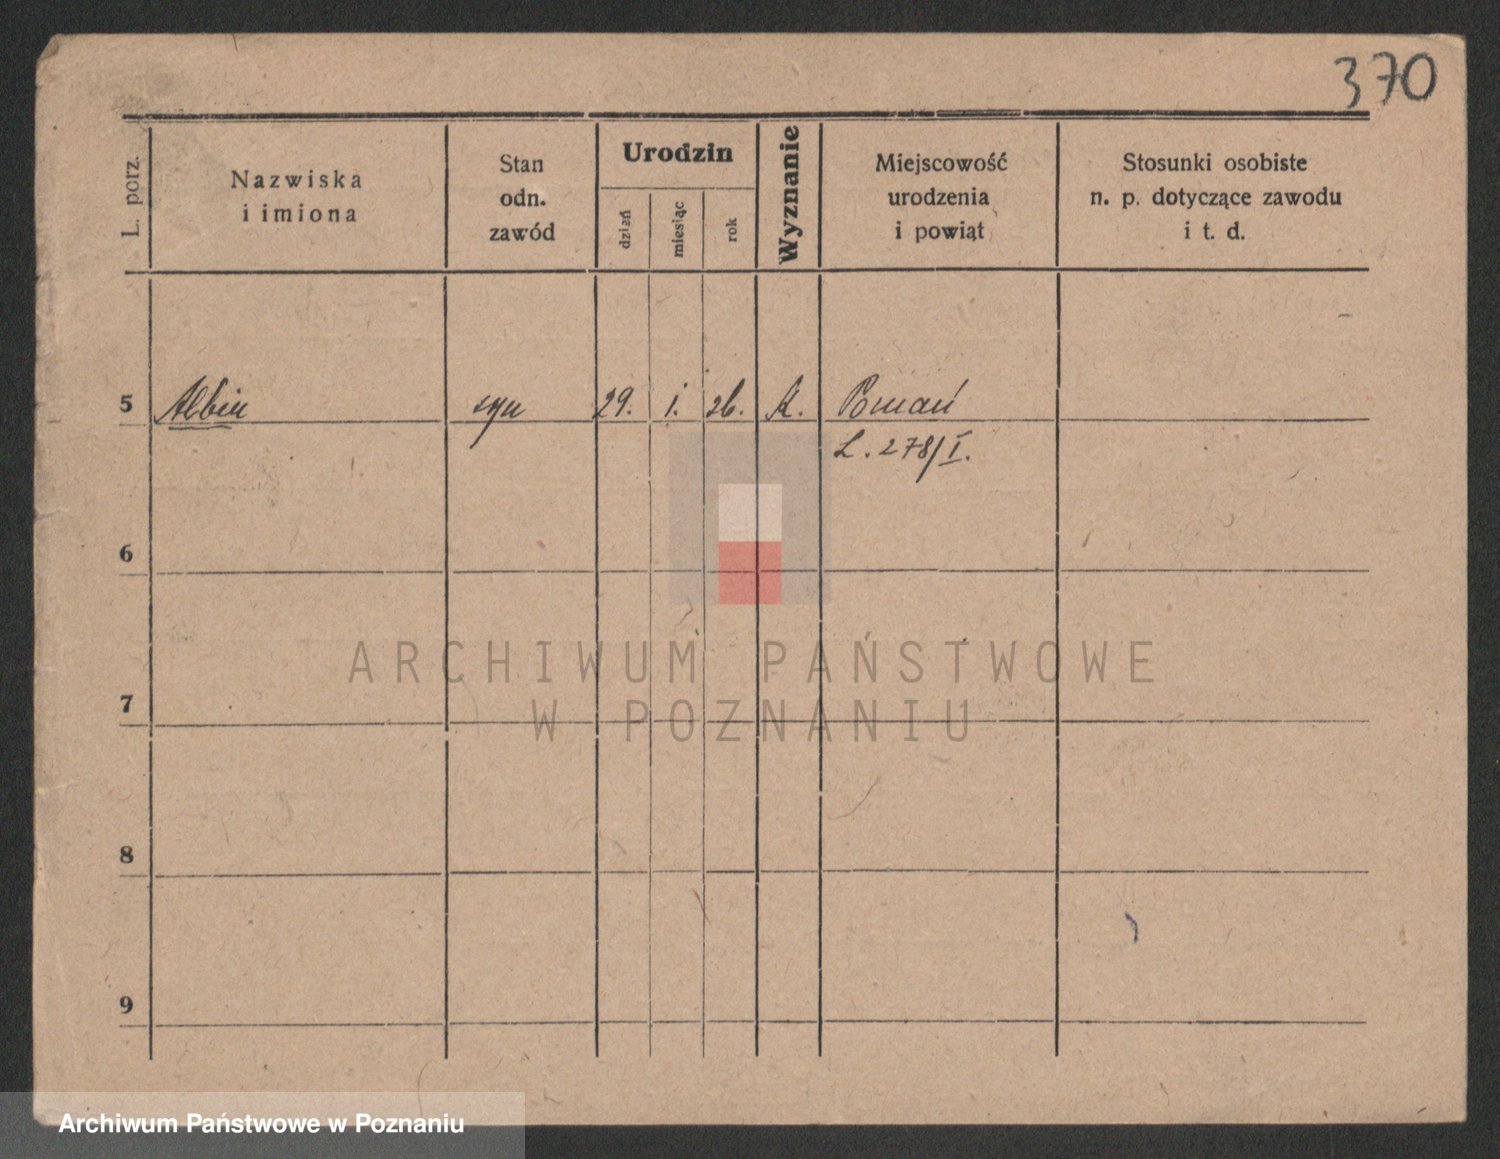 370
L. porz.
Nazwiska
i imiona
Stan
odn.
zawód
Urodzin
dzień
miesiąc
rok
Wyznanie
Miejscowość
urodzenia
i powiąt
Stosunki osobiste
n. p. dotyczące zawodu
i t. d.
5 Albin syn 29. 1. 26. K. Poznań
L. 278/I.
6
7
8
9
ARCHIWUM PAŃSTWOWE
W POZNANIU
Archiwum Państwowe w Poznaniu